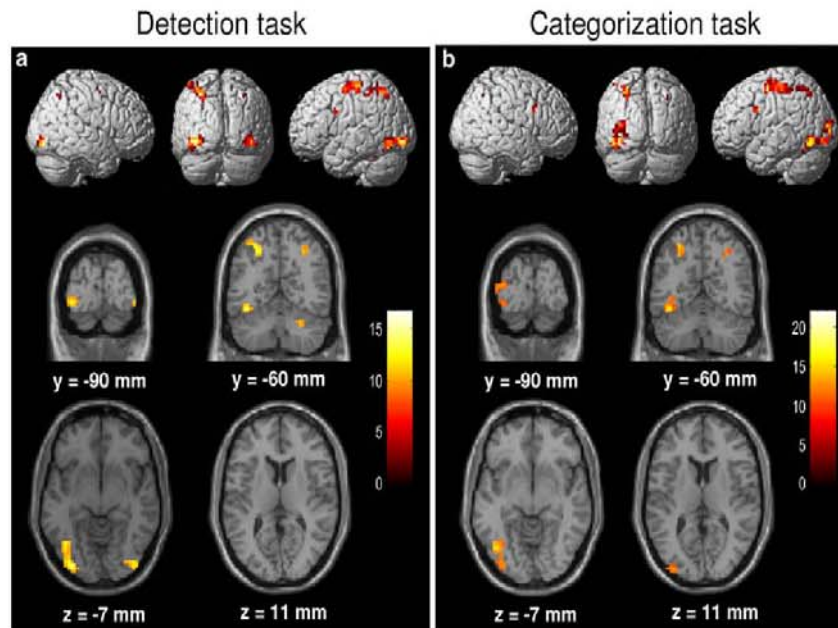 Detection task
Categorization task
a
b
y = -90 mm
y = -60 mm
15
10
5
0
y = -90 mm
y = -60 mm
20
15
10
5
0
z = -7 mm
z = 11 mm
z = -7 mm
z = 11 mm